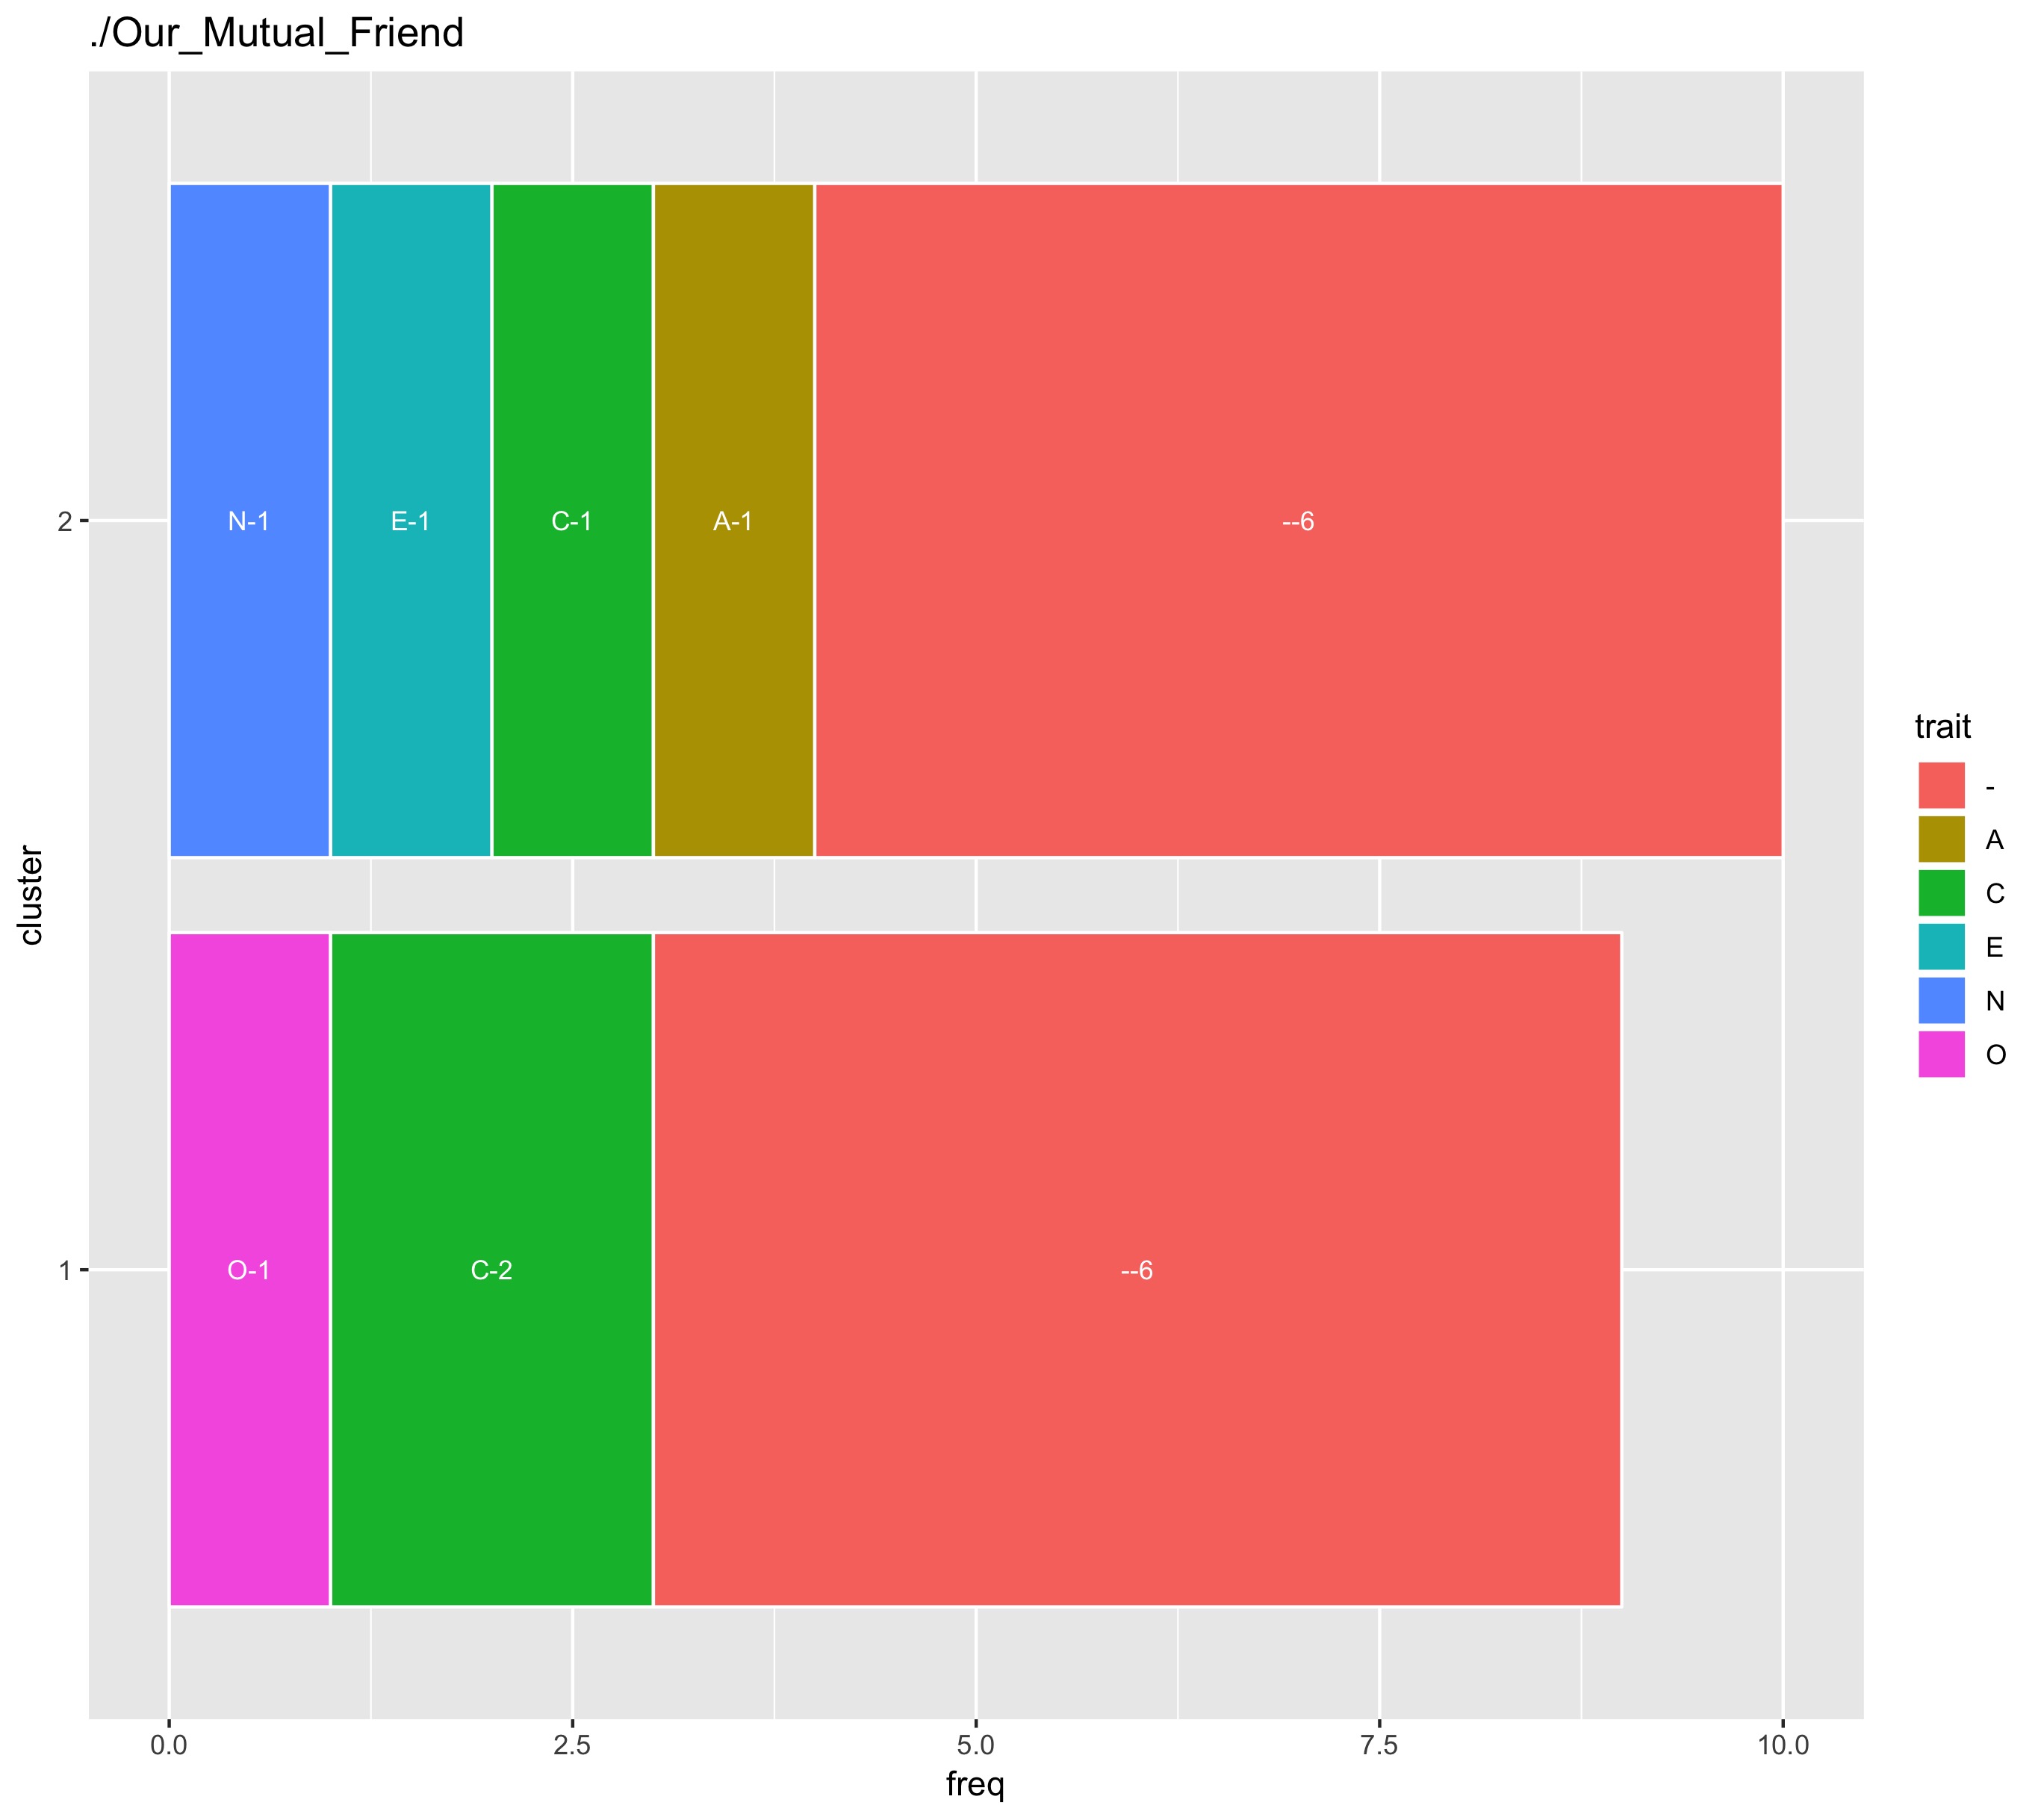 ./Our_Mutual_Friend
cluster
2
N-1 E-1 C-1 A-1 --6
1
O-1 C-2 --6
0.0 2.5 5.0 7.5 10.0
freq
trait
-
A
C
E
N
O